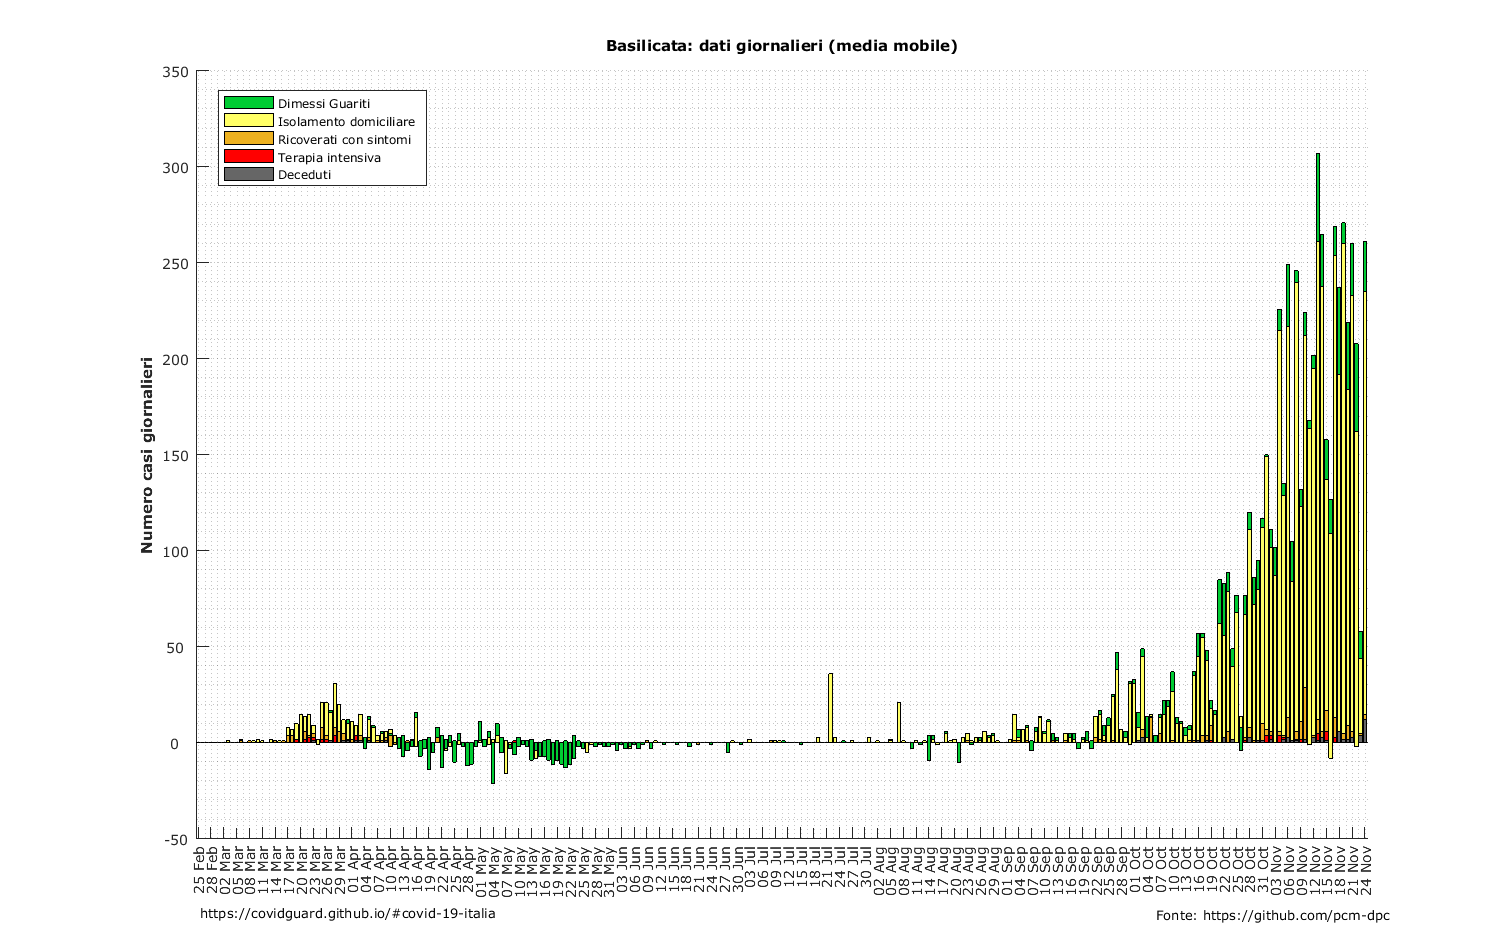 Basilicata: dati giornalieri (media mobile)
350
300
250
200
150
100
50
0
-50
Numero casi giornalieri
Dimessi Guariti
Isolamento domiciliare
Ricoverati con sintomi
Terapia intensiva
Deceduti
25 Feb
28 Feb
02 Mar
05 Mar
08 Mar
11 Mar
14 Mar
17 Mar
20 Mar
23 Mar
26 Mar
29 Mar
01 Apr
04 Apr
07 Apr
10 Apr
13 Apr
16 Apr
19 Apr
22 Apr
25 Apr
28 Apr
01 May
04 May
07 May
10 May
13 May
16 May
19 May
22 May
25 May
28 May
31 May
03 Jun
06 Jun
09 Jun
12 Jun
15 Jun
18 Jun
21 Jun
24 Jun
27 Jun
30 Jun
03 Jul
06 Jul
09 Jul
12 Jul
15 Jul
18 Jul
21 Jul
24 Jul
27 Jul
30 Jul
02 Aug
05 Aug
08 Aug
11 Aug
14 Aug
17 Aug
20 Aug
23 Aug
26 Aug
29 Aug
01 Sep
04 Sep
07 Sep
10 Sep
13 Sep
16 Sep
19 Sep
22 Sep
25 Sep
28 Sep
01 Oct
04 Oct
07 Oct
10 Oct
13 Oct
16 Oct
19 Oct
22 Oct
25 Oct
28 Oct
31 Oct
03 Nov
06 Nov
09 Nov
12 Nov
15 Nov
18 Nov
21 Nov
24 Nov
https://covidguard.github.io/#covid-19-italia
Fonte: https://github.com/pcm-dpc